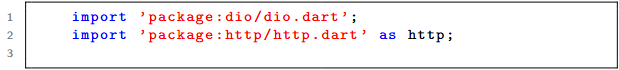 1 import 'package:dio/dio.dart';
2 import 'package:http/http.dart' as http;
3